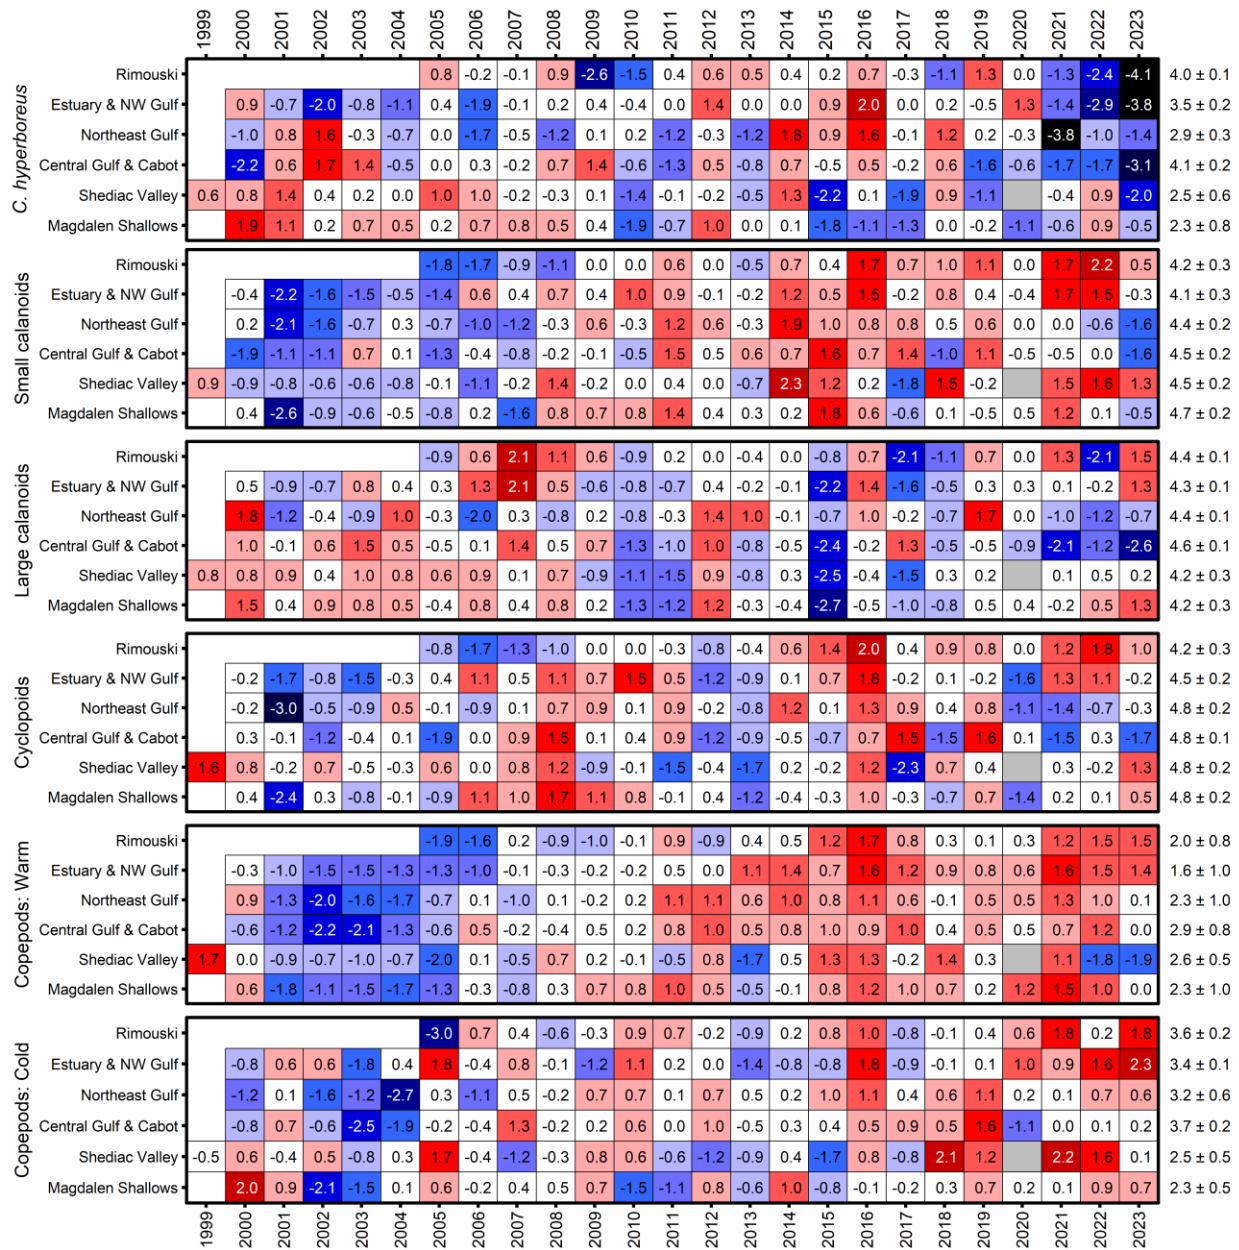 1999 2000 2001 2002 2003 2004 2005 2006 2007 2008 2009 2010 2011 2012 2013 2014 2015 2016 2017 2018 2019 2020 2021 2022 2023
C. hyperboreus
Rimouski 0.8 -0.2 -0.1 0.9 -2.6 -1.5 0.4 0.6 0.5 0.4 0.2 0.7 -0.3 -1.1 1.3 0.0 -1.3 -2.4 -4.1 4.0 ± 0.1
Estuary & NW Gulf 0.9 -0.7 -2.0 -0.8 -1.1 0.4 -1.9 -0.1 0.2 0.4 -0.4 0.0 1.4 0.0 0.0 0.9 2.0 0.0 0.2 -0.5 1.3 -1.4 -2.9 -3.8 3.5 ± 0.2
Northeast Gulf -1.0 0.8 1.6 -0.3 -0.7 0.0 -1.7 -0.5 -1.2 0.1 0.2 -1.2 -0.3 -1.2 1.8 0.9 1.6 -0.1 1.2 0.2 -0.3 -3.8 -1.0 -1.4 2.9 ± 0.3
Central Gulf & Cabot -2.2 0.6 1.7 1.4 -0.5 0.0 0.3 -0.2 0.7 1.4 -0.6 -1.3 0.5 -0.8 0.7 -0.5 0.5 -0.2 0.6 -1.6 -0.6 -1.7 -1.7 -3.1 4.1 ± 0.2
Shediac Valley 0.6 0.8 1.4 0.4 0.2 0.0 1.0 1.0 -0.2 -0.3 0.1 -1.4 -0.1 -0.2 -0.5 1.3 -2.2 0.1 -1.9 0.9 -1.1 -0.4 0.9 -2.0 2.5 ± 0.6
Magdalen Shallows 1.9 1.1 0.2 0.7 0.5 0.2 0.7 0.8 0.5 0.4 -1.9 -0.7 1.0 0.0 0.1 -1.8 -1.1 -1.3 0.0 -0.2 -1.1 -0.6 0.9 -0.5 2.3 ± 0.8
Small calanoids
Rimouski -1.8 -1.7 -0.9 -1.1 0.0 0.0 0.6 0.0 -0.5 0.7 0.4 1.7 0.7 1.0 1.1 0.0 1.7 2.2 0.5 4.2 ± 0.3
Estuary & NW Gulf -0.4 -2.2 -1.6 -1.5 -0.5 -1.4 0.6 0.4 0.7 0.4 1.0 0.9 -0.1 -0.2 1.2 0.5 1.5 -0.2 0.8 0.4 -0.4 1.7 1.5 -0.3 4.1 ± 0.3
Northeast Gulf 0.2 -2.1 -1.6 -0.7 0.3 -0.7 -1.0 -1.2 -0.3 0.6 -0.3 1.2 0.6 -0.3 1.9 1.0 0.8 0.8 0.5 0.6 0.0 0.0 -0.6 -1.6 4.4 ± 0.2
Central Gulf & Cabot -1.9 -1.1 -1.1 0.7 0.1 -1.3 -0.4 -0.8 -0.2 -0.1 -0.5 1.5 0.5 0.6 0.7 1.6 0.7 1.4 -1.0 1.1 -0.5 -0.5 0.0 -1.6 4.5 ± 0.2
Shediac Valley 0.9 -0.9 -0.8 -0.6 -0.6 -0.8 -0.1 -1.1 -0.2 1.4 -0.2 0.0 0.4 0.0 -0.7 2.3 1.2 0.2 -1.8 1.5 -0.2 1.5 1.6 1.3 4.5 ± 0.2
Magdalen Shallows 0.4 -2.6 -0.9 -0.6 -0.5 -0.8 0.2 -1.6 0.8 0.7 0.8 1.4 0.4 0.3 0.2 1.8 0.6 -0.6 0.1 -0.5 0.5 1.2 0.1 -0.5 4.7 ± 0.2
Large calanoids
Rimouski -0.9 0.6 2.1 1.1 0.6 -0.9 0.2 0.0 -0.4 0.0 -0.8 0.7 -2.1 -1.1 0.7 0.0 1.3 -2.1 1.5 4.4 ± 0.1
Estuary & NW Gulf 0.5 -0.9 -0.7 0.8 0.4 0.3 1.3 2.1 0.5 -0.6 -0.8 -0.7 0.4 -0.2 -0.1 -2.2 1.4 -1.6 -0.5 0.3 0.3 0.1 -0.2 1.3 4.3 ± 0.1
Northeast Gulf 1.8 -1.2 -0.4 -0.9 1.0 -0.3 -2.0 0.3 -0.8 0.2 -0.8 -0.3 1.4 1.0 -0.1 -0.7 1.0 -0.2 -0.7 1.7 0.0 -1.0 -1.2 -0.7 4.4 ± 0.1
Central Gulf & Cabot 1.0 -0.1 0.6 1.5 0.5 -0.5 0.1 1.4 0.5 0.7 -1.3 -1.0 1.0 -0.8 -0.5 -2.4 -0.2 1.3 -0.5 -0.5 -0.9 -2.1 -1.2 -2.6 4.6 ± 0.1
Shediac Valley 0.8 0.8 0.9 0.4 1.0 0.8 0.6 0.9 0.1 0.7 -0.9 -1.1 -1.5 0.9 -0.8 0.3 -2.5 -0.4 -1.5 0.3 0.2 0.1 0.5 0.2 4.2 ± 0.3
Magdalen Shallows 1.5 0.4 0.9 0.8 0.5 -0.4 0.8 0.4 0.8 0.2 -1.3 -1.2 1.2 -0.3 -0.4 -2.7 -0.5 -1.0 -0.8 0.5 0.4 -0.2 0.5 1.3 4.2 ± 0.3
Cyclopoids
Rimouski -0.8 -1.7 -1.3 -1.0 0.0 0.0 -0.3 -0.8 -0.4 0.6 1.4 2.0 0.4 0.9 0.8 0.0 1.2 1.8 1.0 4.2 ± 0.3
Estuary & NW Gulf -0.2 -1.7 -0.8 -1.5 -0.3 0.4 1.1 0.5 1.1 0.7 1.5 0.5 -1.2 -0.9 0.1 0.7 1.8 -0.2 0.1 -0.2 -1.6 1.3 1.1 -0.2 4.5 ± 0.2
Northeast Gulf -0.2 -3.0 -0.5 -0.9 0.5 -0.1 -0.9 0.1 0.7 0.9 0.1 0.9 -0.2 -0.8 1.2 0.1 1.3 0.9 0.4 0.8 -1.1 -1.4 -0.7 -0.3 4.8 ± 0.2
Central Gulf & Cabot 0.3 -0.1 -1.2 -0.4 0.1 -1.9 0.0 0.9 1.5 0.1 0.4 0.9 -1.2 -0.9 -0.5 -0.7 0.7 1.5 -1.5 1.6 0.1 -1.5 0.3 -1.7 4.8 ± 0.1
Shediac Valley 1.6 0.8 -0.2 0.7 -0.5 -0.3 0.6 0.0 0.8 1.2 -0.9 -0.1 -1.5 -0.4 -1.7 0.2 -0.2 1.2 -2.3 0.7 0.4 0.3 -0.2 1.3 4.8 ± 0.2
Magdalen Shallows 0.4 -2.4 0.3 -0.8 -0.1 -0.9 1.1 1.0 1.7 1.1 0.8 -0.1 0.4 -1.2 -0.4 -0.3 1.0 -0.3 -0.7 0.7 -1.4 0.2 0.1 0.5 4.8 ± 0.2
Copepods: Warm
Rimouski -1.9 -1.6 0.2 -0.9 -1.0 -0.1 0.9 -0.9 0.4 0.5 1.2 1.7 0.8 0.3 0.1 0.3 1.2 1.5 1.5 2.0 ± 0.8
Estuary & NW Gulf -0.3 -1.0 -1.5 -1.5 -1.3 -1.3 -1.0 -0.1 -0.3 -0.2 -0.2 0.5 0.0 1.1 1.4 0.7 1.6 1.2 0.9 0.8 0.6 1.6 1.5 1.4 1.6 ± 1.0
Northeast Gulf 0.9 -1.3 -2.0 -1.6 -1.7 -0.7 0.1 -1.0 0.1 -0.2 0.2 1.1 1.1 0.6 1.0 0.8 1.1 0.6 -0.1 0.5 0.5 1.3 1.0 0.1 2.3 ± 1.0
Central Gulf & Cabot -0.6 -1.2 -2.2 -2.1 -1.3 -0.6 0.5 -0.2 -0.4 0.5 0.2 0.8 1.0 0.5 0.8 1.0 0.9 1.0 0.4 0.5 0.5 0.7 1.2 0.0 2.9 ± 0.8
Shediac Valley 1.7 0.0 -0.9 -0.7 -1.0 -0.7 -2.0 -0.1 -0.2 0.7 0.2 -0.1 -0.5 0.8 -1.7 0.5 1.3 1.3 -0.2 1.4 0.3 1.1 -1.8 -1.9 2.6 ± 0.5
Magdalen Shallows 0.6 -1.8 -1.1 -1.5 -1.7 -1.3 -0.3 -0.8 0.3 0.7 0.8 1.0 0.5 -0.5 -0.1 0.8 1.2 1.0 0.7 0.2 1.2 1.5 1.0 0.0 2.3 ± 1.0
Copepods: Cold
Rimouski -3.0 0.7 0.4 -0.6 -0.3 0.9 0.7 -0.2 -0.9 0.2 0.8 1.0 -0.8 -0.1 0.4 0.6 1.8 0.2 1.8 3.6 ± 0.2
Estuary & NW Gulf -0.8 0.6 0.6 -1.8 0.4 1.8 -0.4 0.8 -0.1 -1.2 1.1 0.2 0.0 -1.4 -0.8 -0.8 1.8 -0.9 -0.1 0.1 1.0 0.9 1.6 2.3 3.4 ± 0.1
Northeast Gulf -1.2 0.1 -1.6 -1.2 -2.7 0.3 -1.1 0.5 -0.2 0.7 0.7 0.1 0.7 0.5 0.2 1.0 1.1 0.4 0.6 1.1 0.2 0.1 0.7 0.6 3.2 ± 0.6
Central Gulf & Cabot -0.8 0.7 -0.6 -2.5 -1.9 -0.2 -0.4 1.3 -0.2 0.2 0.6 0.0 1.0 -0.5 -0.3 0.4 0.5 0.9 0.5 1.6 -1.1 0.0 0.1 0.2 3.7 ± 0.2
Shediac Valley -0.5 0.6 -0.4 0.5 -0.8 0.3 1.7 -0.4 -1.2 -0.3 0.8 0.6 -0.6 -1.2 -0.9 0.4 -1.7 0.8 -0.8 2.1 1.2 2.2 1.6 0.1 2.5 ± 0.5
Magdalen Shallows 2.0 0.9 -2.1 -1.5 0.1 0.6 -0.2 0.4 0.5 0.7 -1.5 -1.1 0.8 -0.6 1.0 -0.8 -0.1 -0.2 0.3 0.7 0.2 0.1 0.9 0.7 2.3 ± 0.5
1999 2000 2001 2002 2003 2004 2005 2006 2007 2008 2009 2010 2011 2012 2013 2014 2015 2016 2017 2018 2019 2020 2021 2022 2023